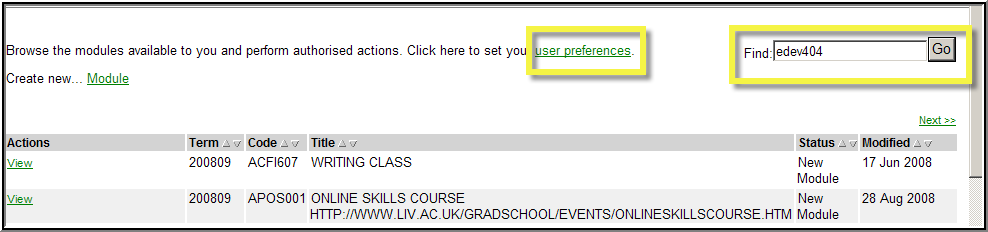 Browse the modules available to you and perform authorised actions. Click here to set you user preferences.
Find: edev404 Go
Create new... Module
Next >>
Actions Term Code Title Status Modified
View 200809 ACFI607 WRITING CLASS New Module 17 Jun 2008
View 200809 APOS001 ONLINE SKILLS COURSE New Module 28 Aug 2008
HTTP://WWW.LIV.AC.UK/GRADSCHOOL/EVENTS/ONLINESKILLSCOURSE.HTM